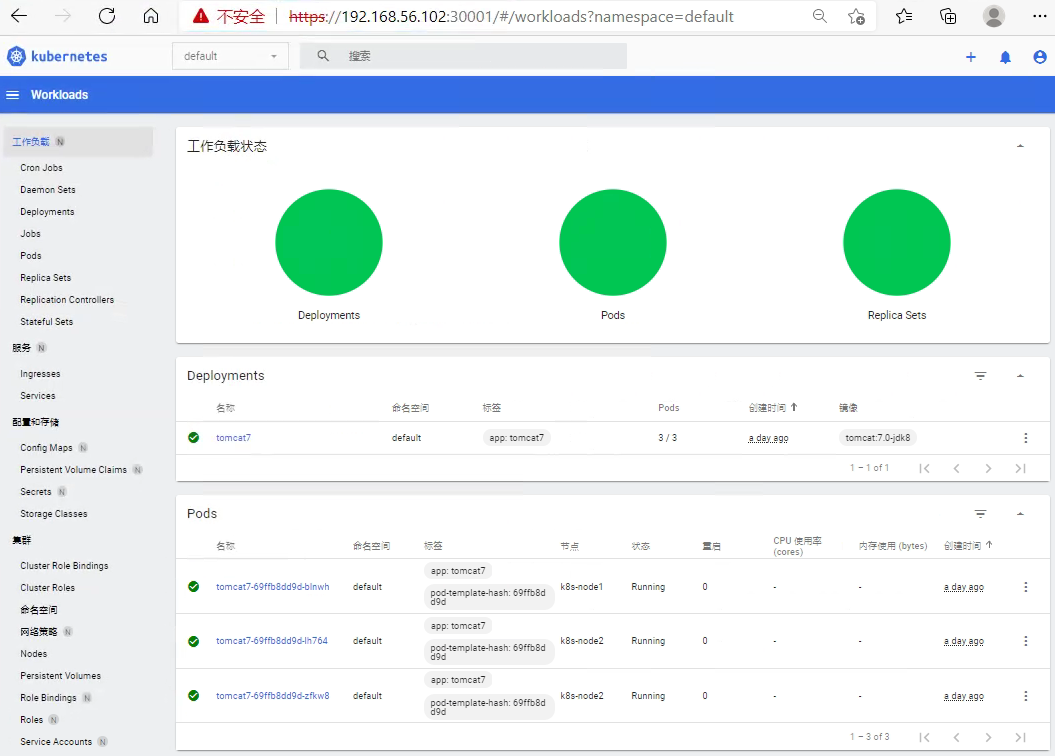 不安全 https://192.168.56.102:30001/#/workloads?namespace=default
kubernetes default 搜索
Workloads
工作负载 N
Cron Jobs
Daemon Sets
Deployments
Jobs
Pods
Replica Sets
Replication Controllers
Stateful Sets
服务 N
Ingresses
Services
配置和存储
Config Maps N
Persistent Volume Claims N
Secrets N
Storage Classes
集群
Cluster Role Bindings
Cluster Roles
命名空间
网络策略 N
Nodes
Persistent Volumes
Role Bindings N
Roles N
Service Accounts N
工作负载状态
Deployments Pods Replica Sets
Deployments
名称 命名空间 标签 Pods 创建时间 镜像
tomcat7 default app: tomcat7 3 / 3 a day ago tomcat:7.0-jdk8
1 – 1 of 1
Pods
名称 命名空间 标签 节点 状态 重启 CPU 使用率 (cores) 内存使用 (bytes) 创建时间
app: tomcat7
tomcat7-69ffb8dd9d-blnwh default pod-template-hash: 69ffb8d k8s-node1 Running 0 - - a day ago
d9d
app: tomcat7
tomcat7-69ffb8dd9d-lh764 default pod-template-hash: 69ffb8d k8s-node2 Running 0 - - a day ago
d9d
app: tomcat7
tomcat7-69ffb8dd9d-zfkw8 default pod-template-hash: 69ffb8d k8s-node2 Running 0 - - a day ago
d9d
1 – 3 of 3